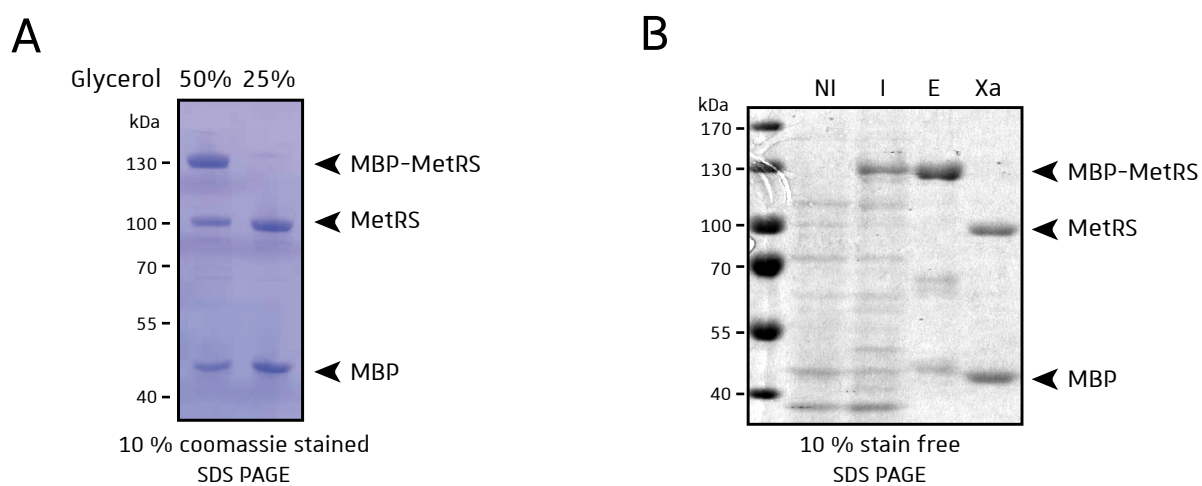 A
Glycerol 50% 25%
kDa
130
MBP-MetRS
100
MetRS
70
55
MBP
40
10 % coomassie stained
SDS PAGE
B
NI I E Xa
kDa
170
130
MBP-MetRS
100
MetRS
70
55
MBP
40
10 % stain free
SDS PAGE